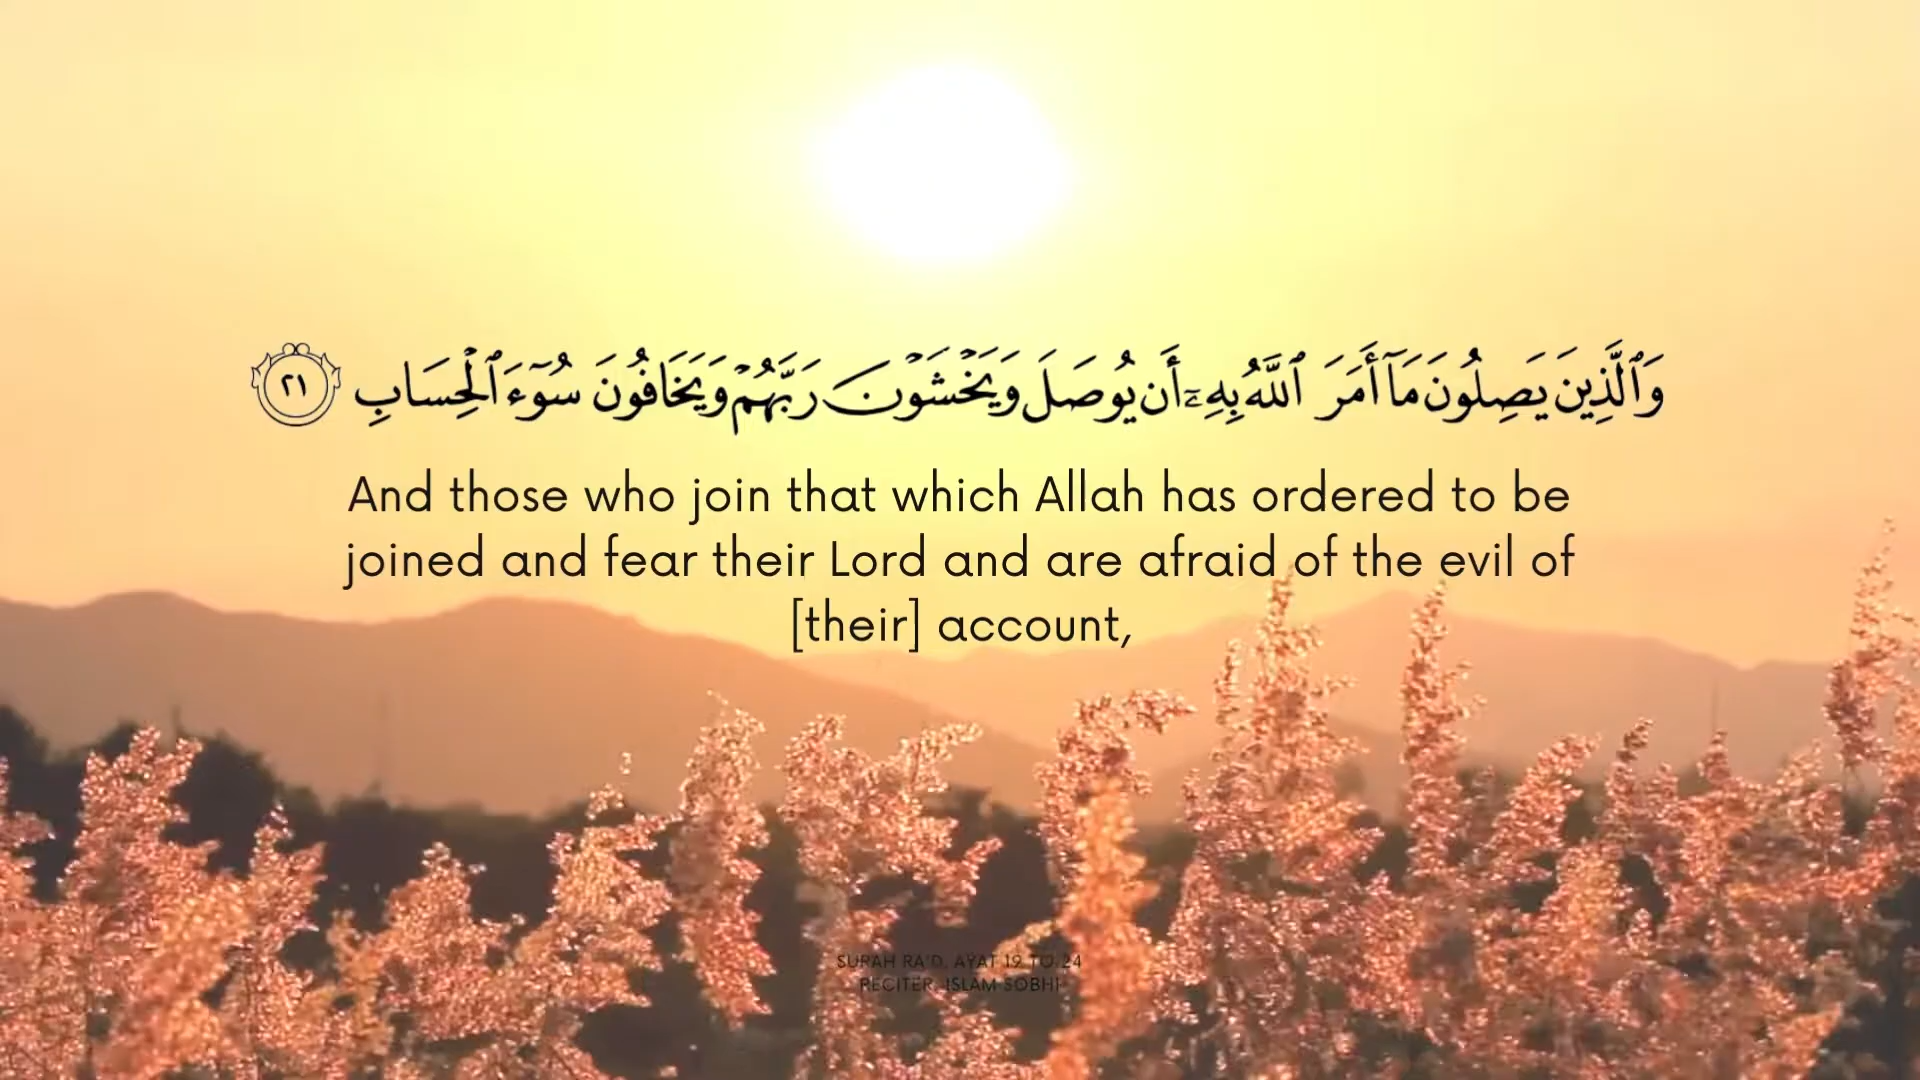 وَٱلَّذِينَ يَصِلُونَ مَآ أَمَرَ ٱللَّهُ بِهِۦٓ أَن يُوصَلَ وَيَخْشَوْنَ رَبَّهُمْ وَيَخَافُونَ سُوٓءَ ٱلْحِسَابِ ٢١
And those who join that which Allah has ordered to be
joined and fear their Lord and are afraid of the evil of
[their] account,
SURAH RA'D, AYAT 19 TO 24
RECITER: ISLAM SOBHI